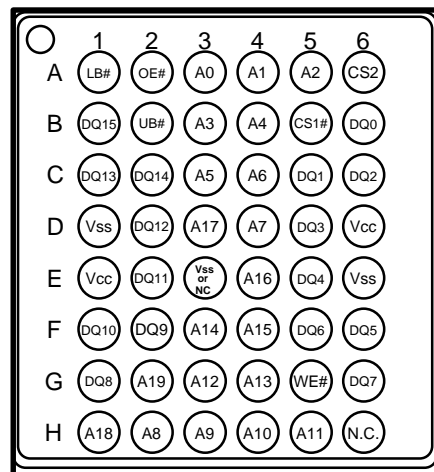 1 2 3 4 5 6
A LB# OE# A0 A1 A2 CS2
B DQ15 UB# A3 A4 CS1# DQ0
C DQ13 DQ14 A5 A6 DQ1 DQ2
D Vss DQ12 A17 A7 DQ3 Vcc
E Vcc DQ11 Vss or NC A16 DQ4 Vss
F DQ10 DQ9 A14 A15 DQ6 DQ5
G DQ8 A19 A12 A13 WE# DQ7
H A18 A8 A9 A10 A11 N.C.